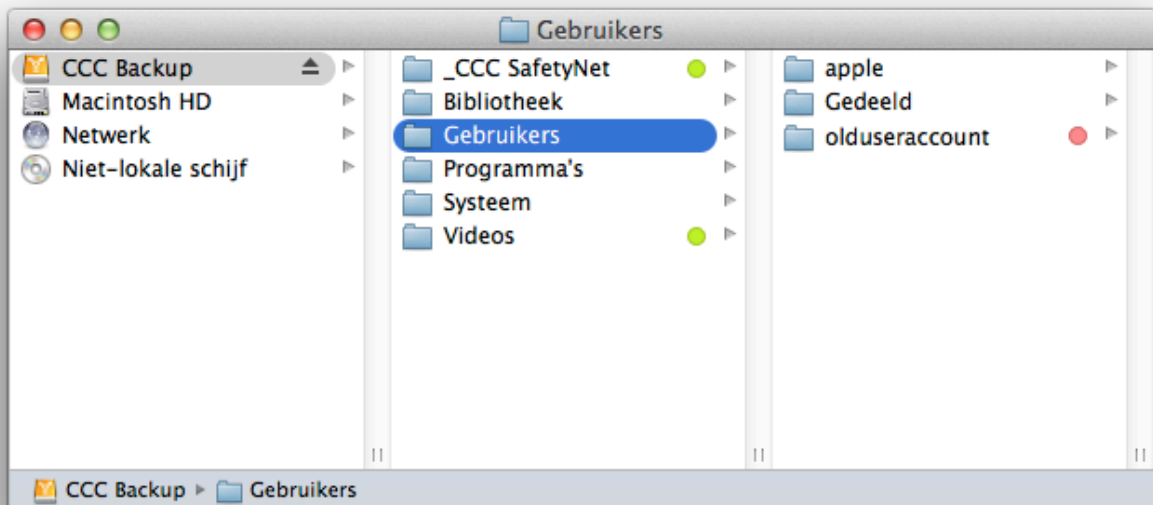 Gebruikers
CCC Backup
Macintosh HD
Netwerk
Niet-lokale schijf
_CCC SafetyNet
Bibliotheek
Gebruikers
Programma's
Systeem
Videos
apple
Gedeeld
olduseraccount
CCC Backup Gebruikers